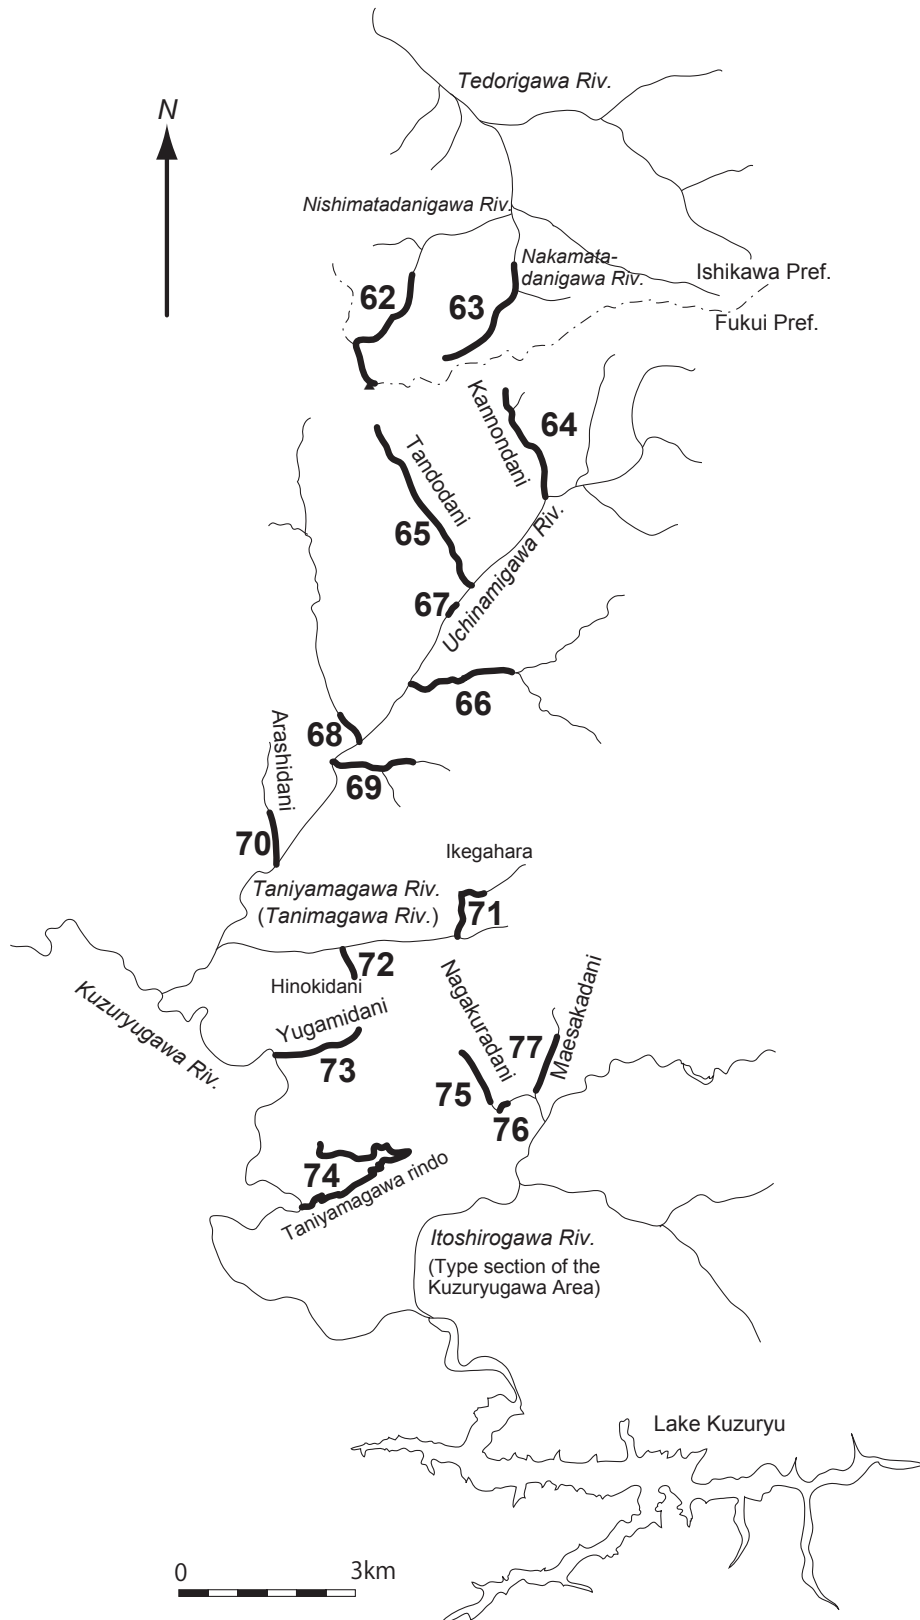 Tedorigawa Riv.
N
Nishimatadanigawa Riv.
Nakamata-
danigawa Riv.
Ishikawa Pref.
62
63
Fukui Pref.
Kannondani
64
Tandodani
65
Uchinamigawa Riv.
67
66
Arashidani
68
69
70
Ikegahara
Taniyamagawa Riv.
(Tanimagawa Riv.)
71
72
Hinokidani
Nagakuradani
Maesakadani
Kuzuryugawa Riv.
Yugamidani
73
77
75
76
74
Taniyamagawa rindo
Itoshirogawa Riv.
(Type section of the
Kuzuryugawa Area)
Lake Kuzuryu
0 3km